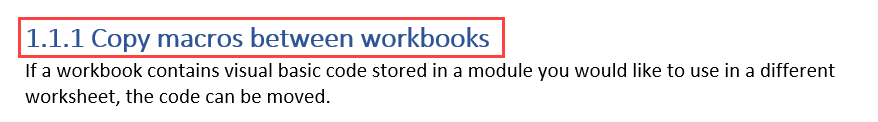 1.1.1 Copy macros between workbooks
If a workbook contains visual basic code stored in a module you would like to use in a different
worksheet, the code can be moved.